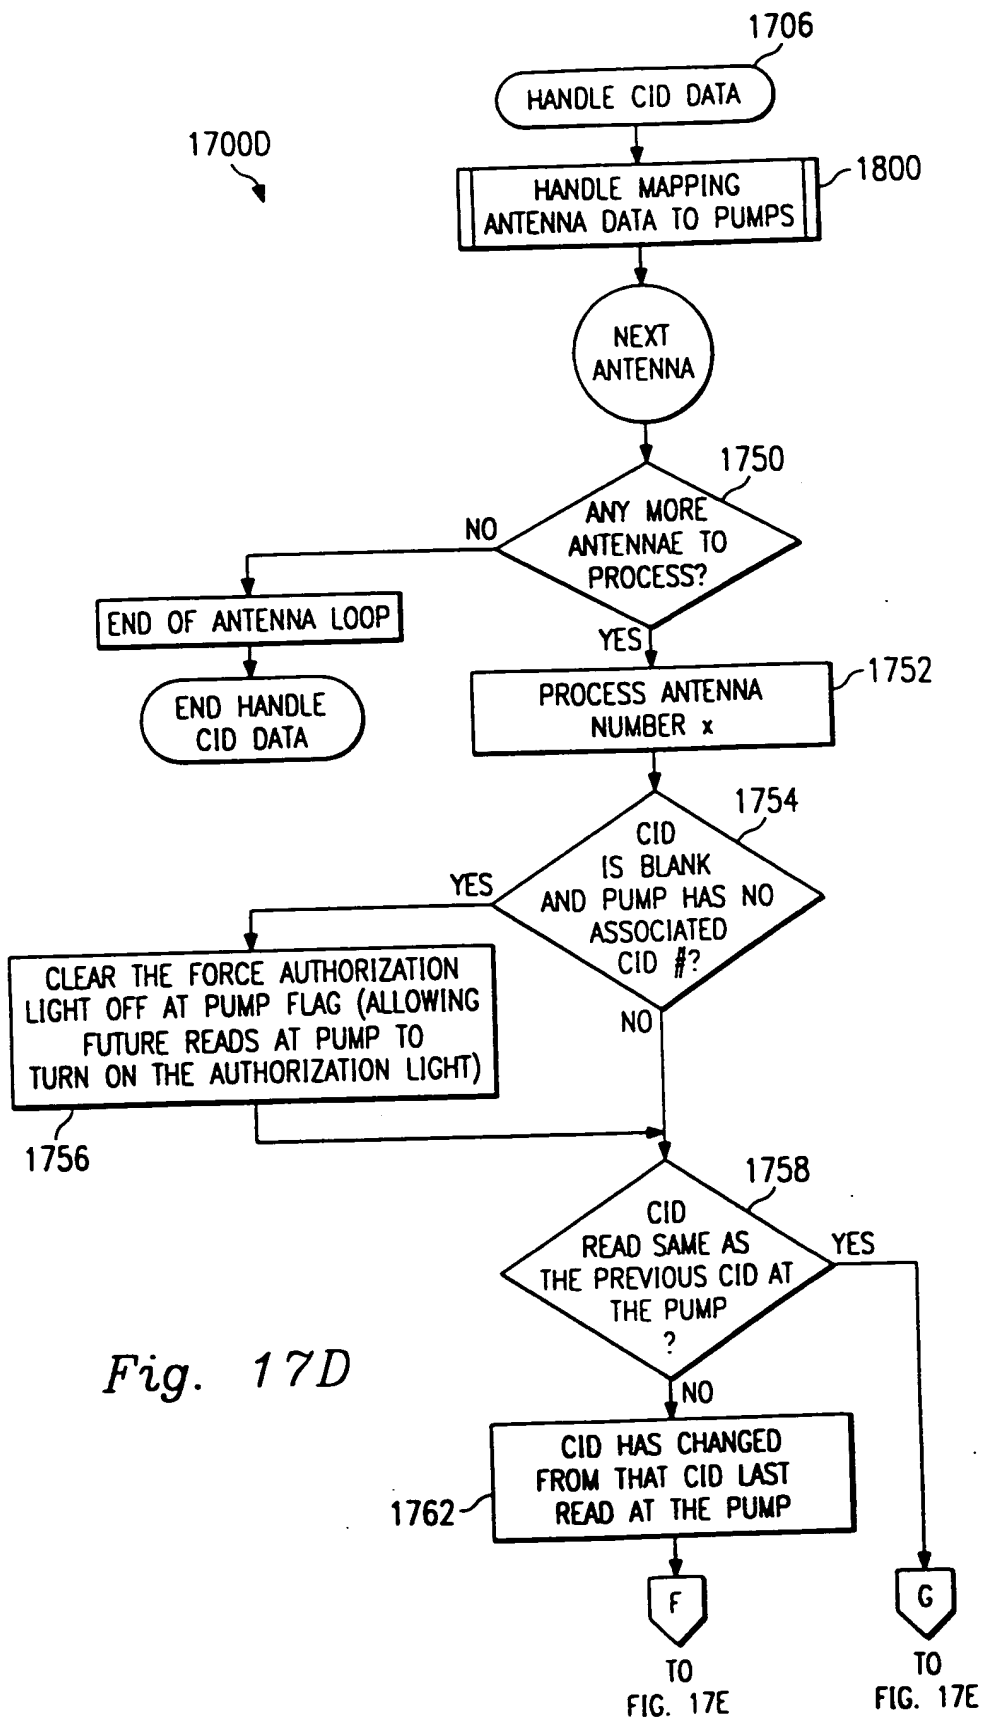 1706
HANDLE CID DATA
1700D
1800
HANDLE MAPPING
ANTENNA DATA TO PUMPS
NEXT
ANTENNA
1750
ANY MORE
ANTENNAE TO
PROCESS?
NO
END OF ANTENNA LOOP
END HANDLE
CID DATA
YES
1752
PROCESS ANTENNA
NUMBER x
1754
CID
IS BLANK
AND PUMP HAS NO
ASSOCIATED
CID #?
YES
CLEAR THE FORCE AUTHORIZATION
LIGHT OFF AT PUMP FLAG (ALLOWING
FUTURE READS AT PUMP TO
TURN ON THE AUTHORIZATION LIGHT)
1756
NO
1758
CID
READ SAME AS
THE PREVIOUS CID AT
THE PUMP
?
YES
Fig. 17D
NO
CID HAS CHANGED
FROM THAT CID LAST
READ AT THE PUMP
1762
F
TO
FIG. 17E
G
TO
FIG. 17E